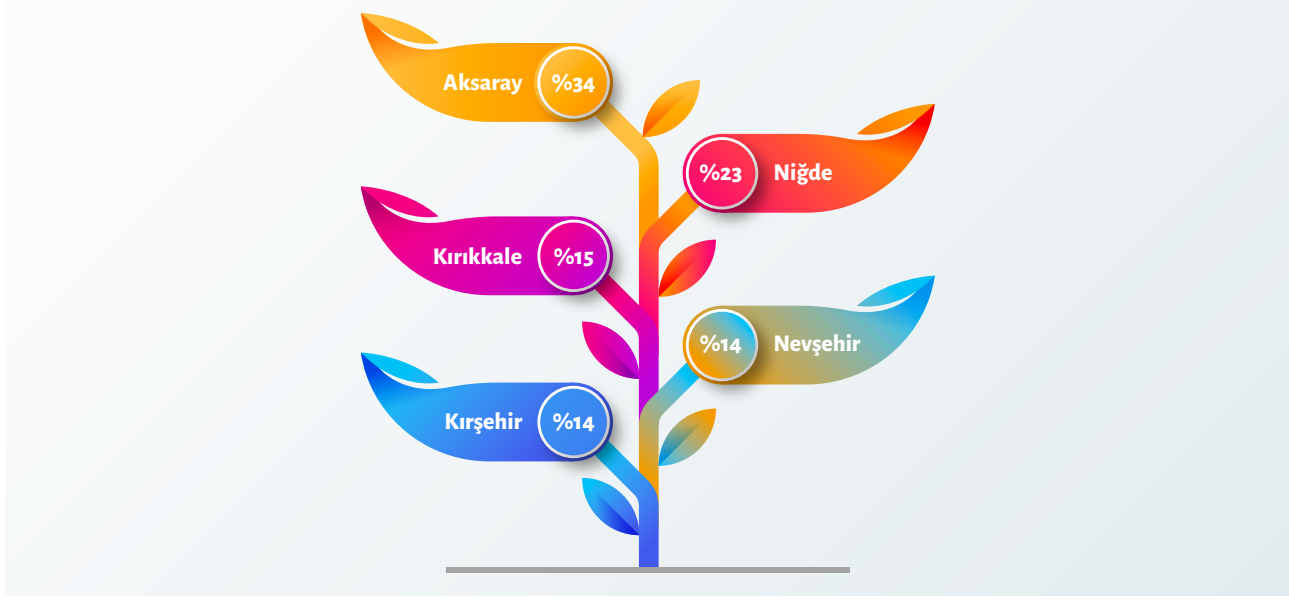 Aksaray %34
%23 Niğde
Kırıkkale %15
%14 Nevşehir
Kırşehir %14